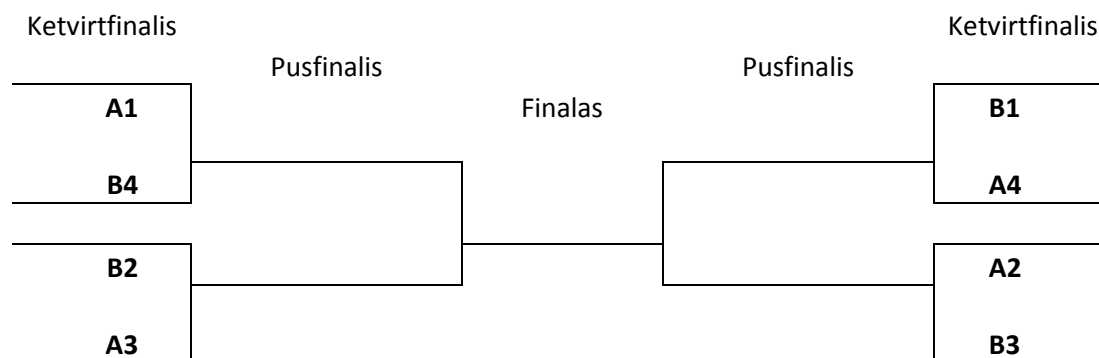 Ketvirtfinalis
Ketvirtfinalis
Pusfinalis
Pusfinalis
Finalas
A1
B1
B4
A4
B2
A2
A3
B3